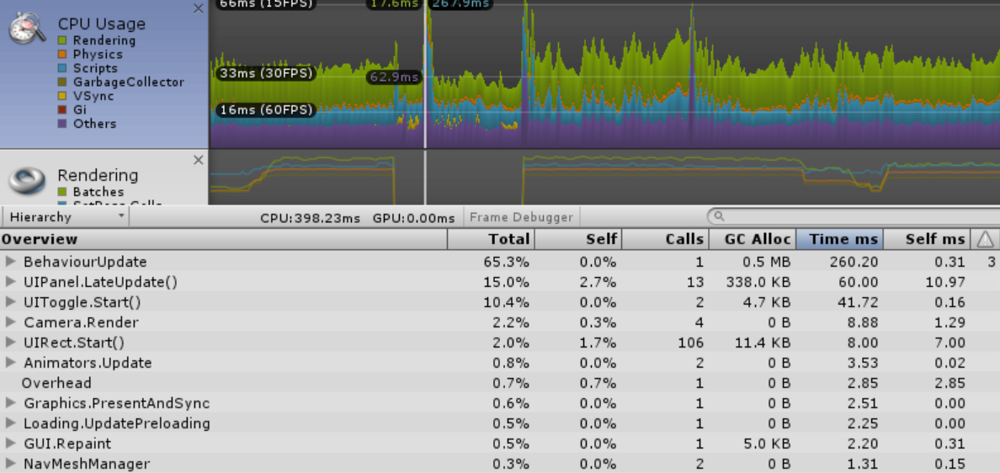 CPU Usage
Rendering
Physics
Scripts
GarbageCollector
VSync
Gi
Others
66ms (15FPS)
17.6ms
267.9ms
33ms (30FPS)
62.9ms
16ms (60FPS)
Rendering
Batches
SetPass Calls
Hierarchy CPU:398.23ms GPU:0.00ms Frame Debugger
Overview Total Self Calls GC Alloc Time ms Self ms
BehaviourUpdate 65.3% 0.0% 1 0.5 MB 260.20 0.31 3
UIPanel.LateUpdate() 15.0% 2.7% 13 338.0 KB 60.00 10.97
UIToggle.Start() 10.4% 0.0% 2 4.7 KB 41.72 0.16
Camera.Render 2.2% 0.3% 4 0 B 8.88 1.29
UIRect.Start() 2.0% 1.7% 106 11.4 KB 8.00 7.00
Animators.Update 0.8% 0.0% 2 0 B 3.53 0.02
Overhead 0.7% 0.7% 1 0 B 2.85 2.85
Graphics.PresentAndSync 0.6% 0.0% 1 0 B 2.51 0.00
Loading.UpdatePreloading 0.5% 0.0% 1 0 B 2.25 0.00
GUI.Repaint 0.5% 0.0% 1 5.0 KB 2.20 0.31
NavMeshManager 0.3% 0.0% 2 0 B 1.31 0.15